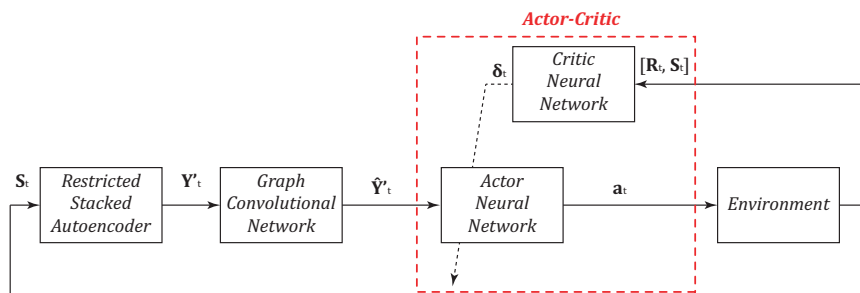 Actor-Critic
Critic
Neural
Network
δt
[Rt, St]
St
Restricted
Stacked
Autoencoder
Y't
Graph
Convolutional
Network
Ŷ't
Actor
Neural
Network
at
Environment